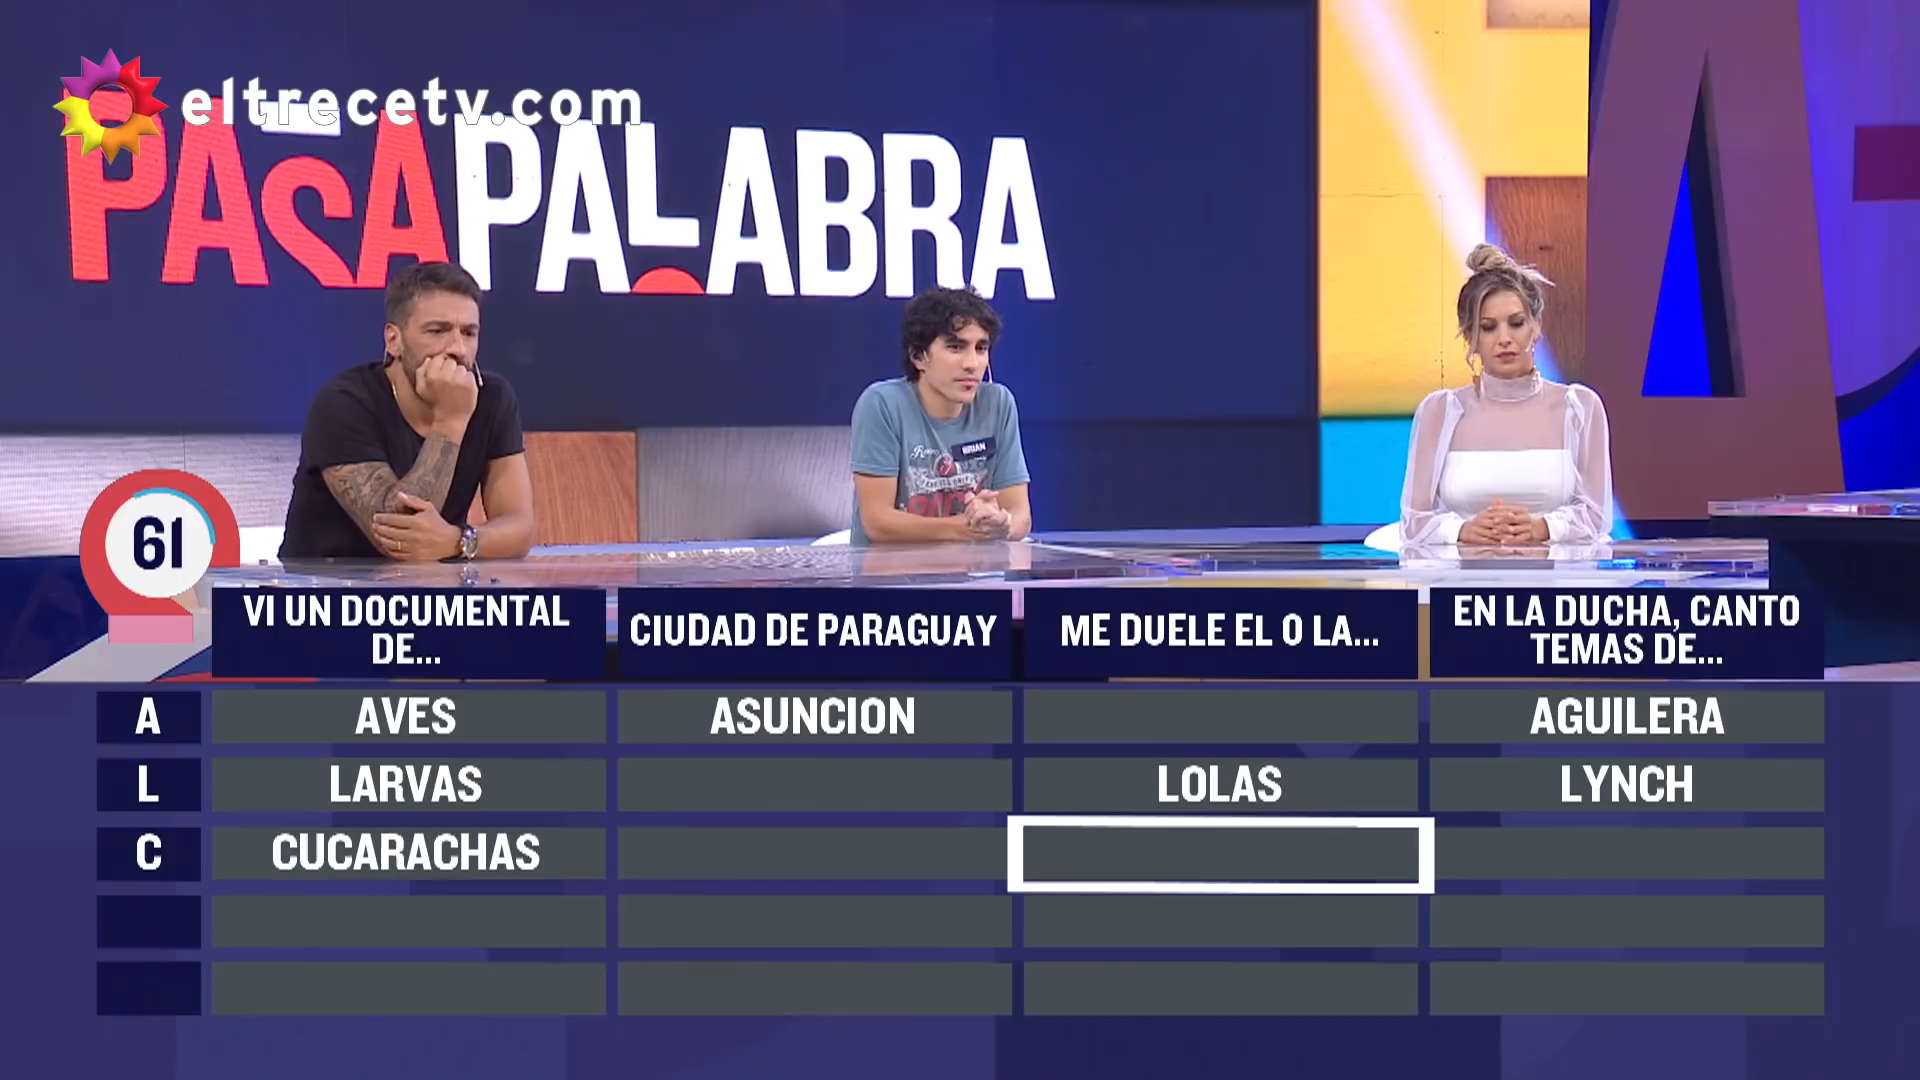 eltrecetv.com
PASAPALABRA
BRIAN
61
VI UN DOCUMENTAL
DE...
CIUDAD DE PARAGUAY
ME DUELE EL O LA...
EN LA DUCHA, CANTO
TEMAS DE...
A
AVES
ASUNCION
AGUILERA
L
LARVAS
LOLAS
LYNCH
C
CUCARACHAS